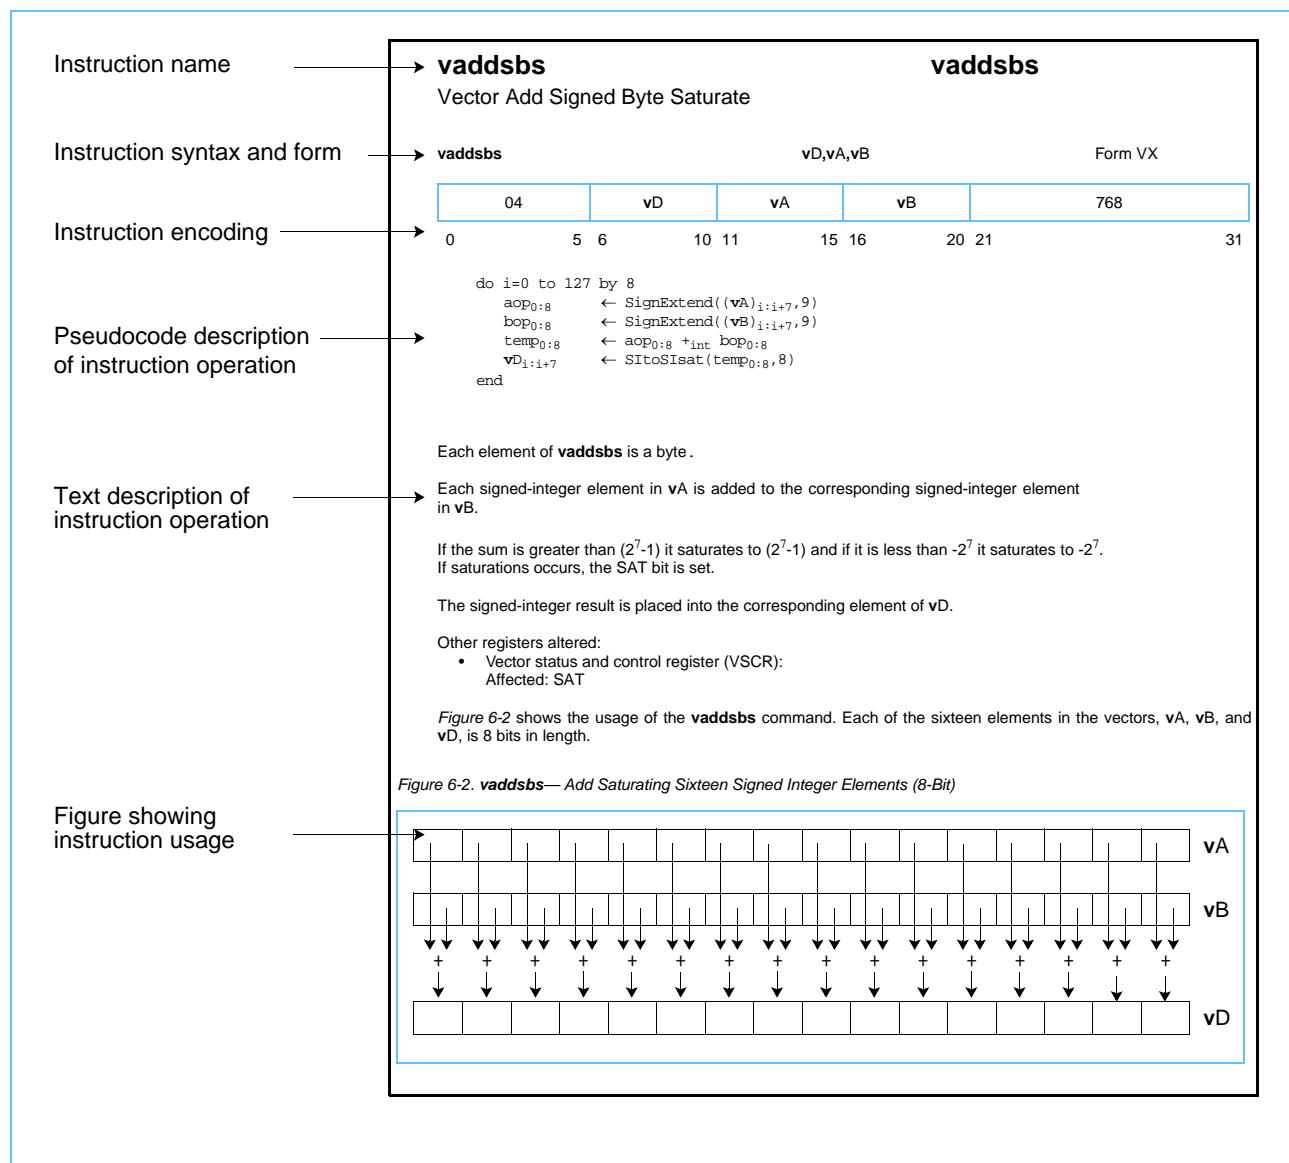 Instruction name
vaddsbs vaddsbs
Vector Add Signed Byte Saturate
Instruction syntax and form
vaddsbs vD,vA,vB Form VX
04 vD vA vB 768
Instruction encoding
0 5 6 10 11 15 16 20 21 31
do i=0 to 127 by 8
aop0:8 ← SignExtend((vA)i:i+7,9)
bop0:8 ← SignExtend((vB)i:i+7,9)
temp0:8 ← aop0:8 +int bop0:8
vDi:i+7 ← SItoSIsat(temp0:8,8)
end
Pseudocode description
of instruction operation
Each element of vaddsbs is a byte.
Text description of
instruction operation
Each signed-integer element in vA is added to the corresponding signed-integer element
in vB.
If the sum is greater than (2^7-1) it saturates to (2^7-1) and if it is less than -2^7 it saturates to -2^7.
If saturations occurs, the SAT bit is set.
The signed-integer result is placed into the corresponding element of vD.
Other registers altered:
• Vector status and control register (VSCR):
Affected: SAT
Figure 6-2 shows the usage of the vaddsbs command. Each of the sixteen elements in the vectors, vA, vB, and
vD, is 8 bits in length.
Figure 6-2. vaddsbs— Add Saturating Sixteen Signed Integer Elements (8-Bit)
Figure showing
instruction usage
vA
vB
+ + + + + + + + + + + + + + + +
vD